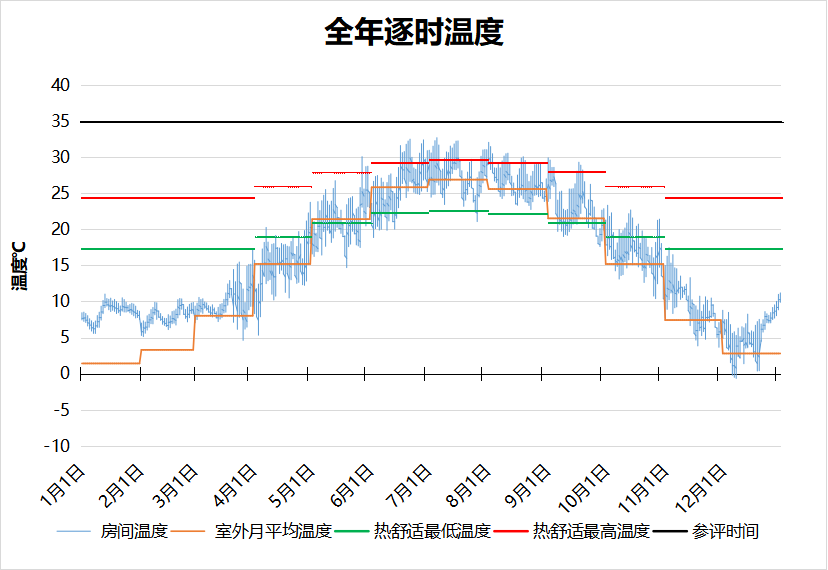 全年逐时温度
温度℃
40
35
30
25
20
15
10
5
0
-5
-10
1月1日
2月1日
3月1日
4月1日
5月1日
6月1日
7月1日
8月1日
9月1日
10月1日
11月1日
12月1日
房间温度 室外月平均温度 热舒适最低温度 热舒适最高温度 参评时间